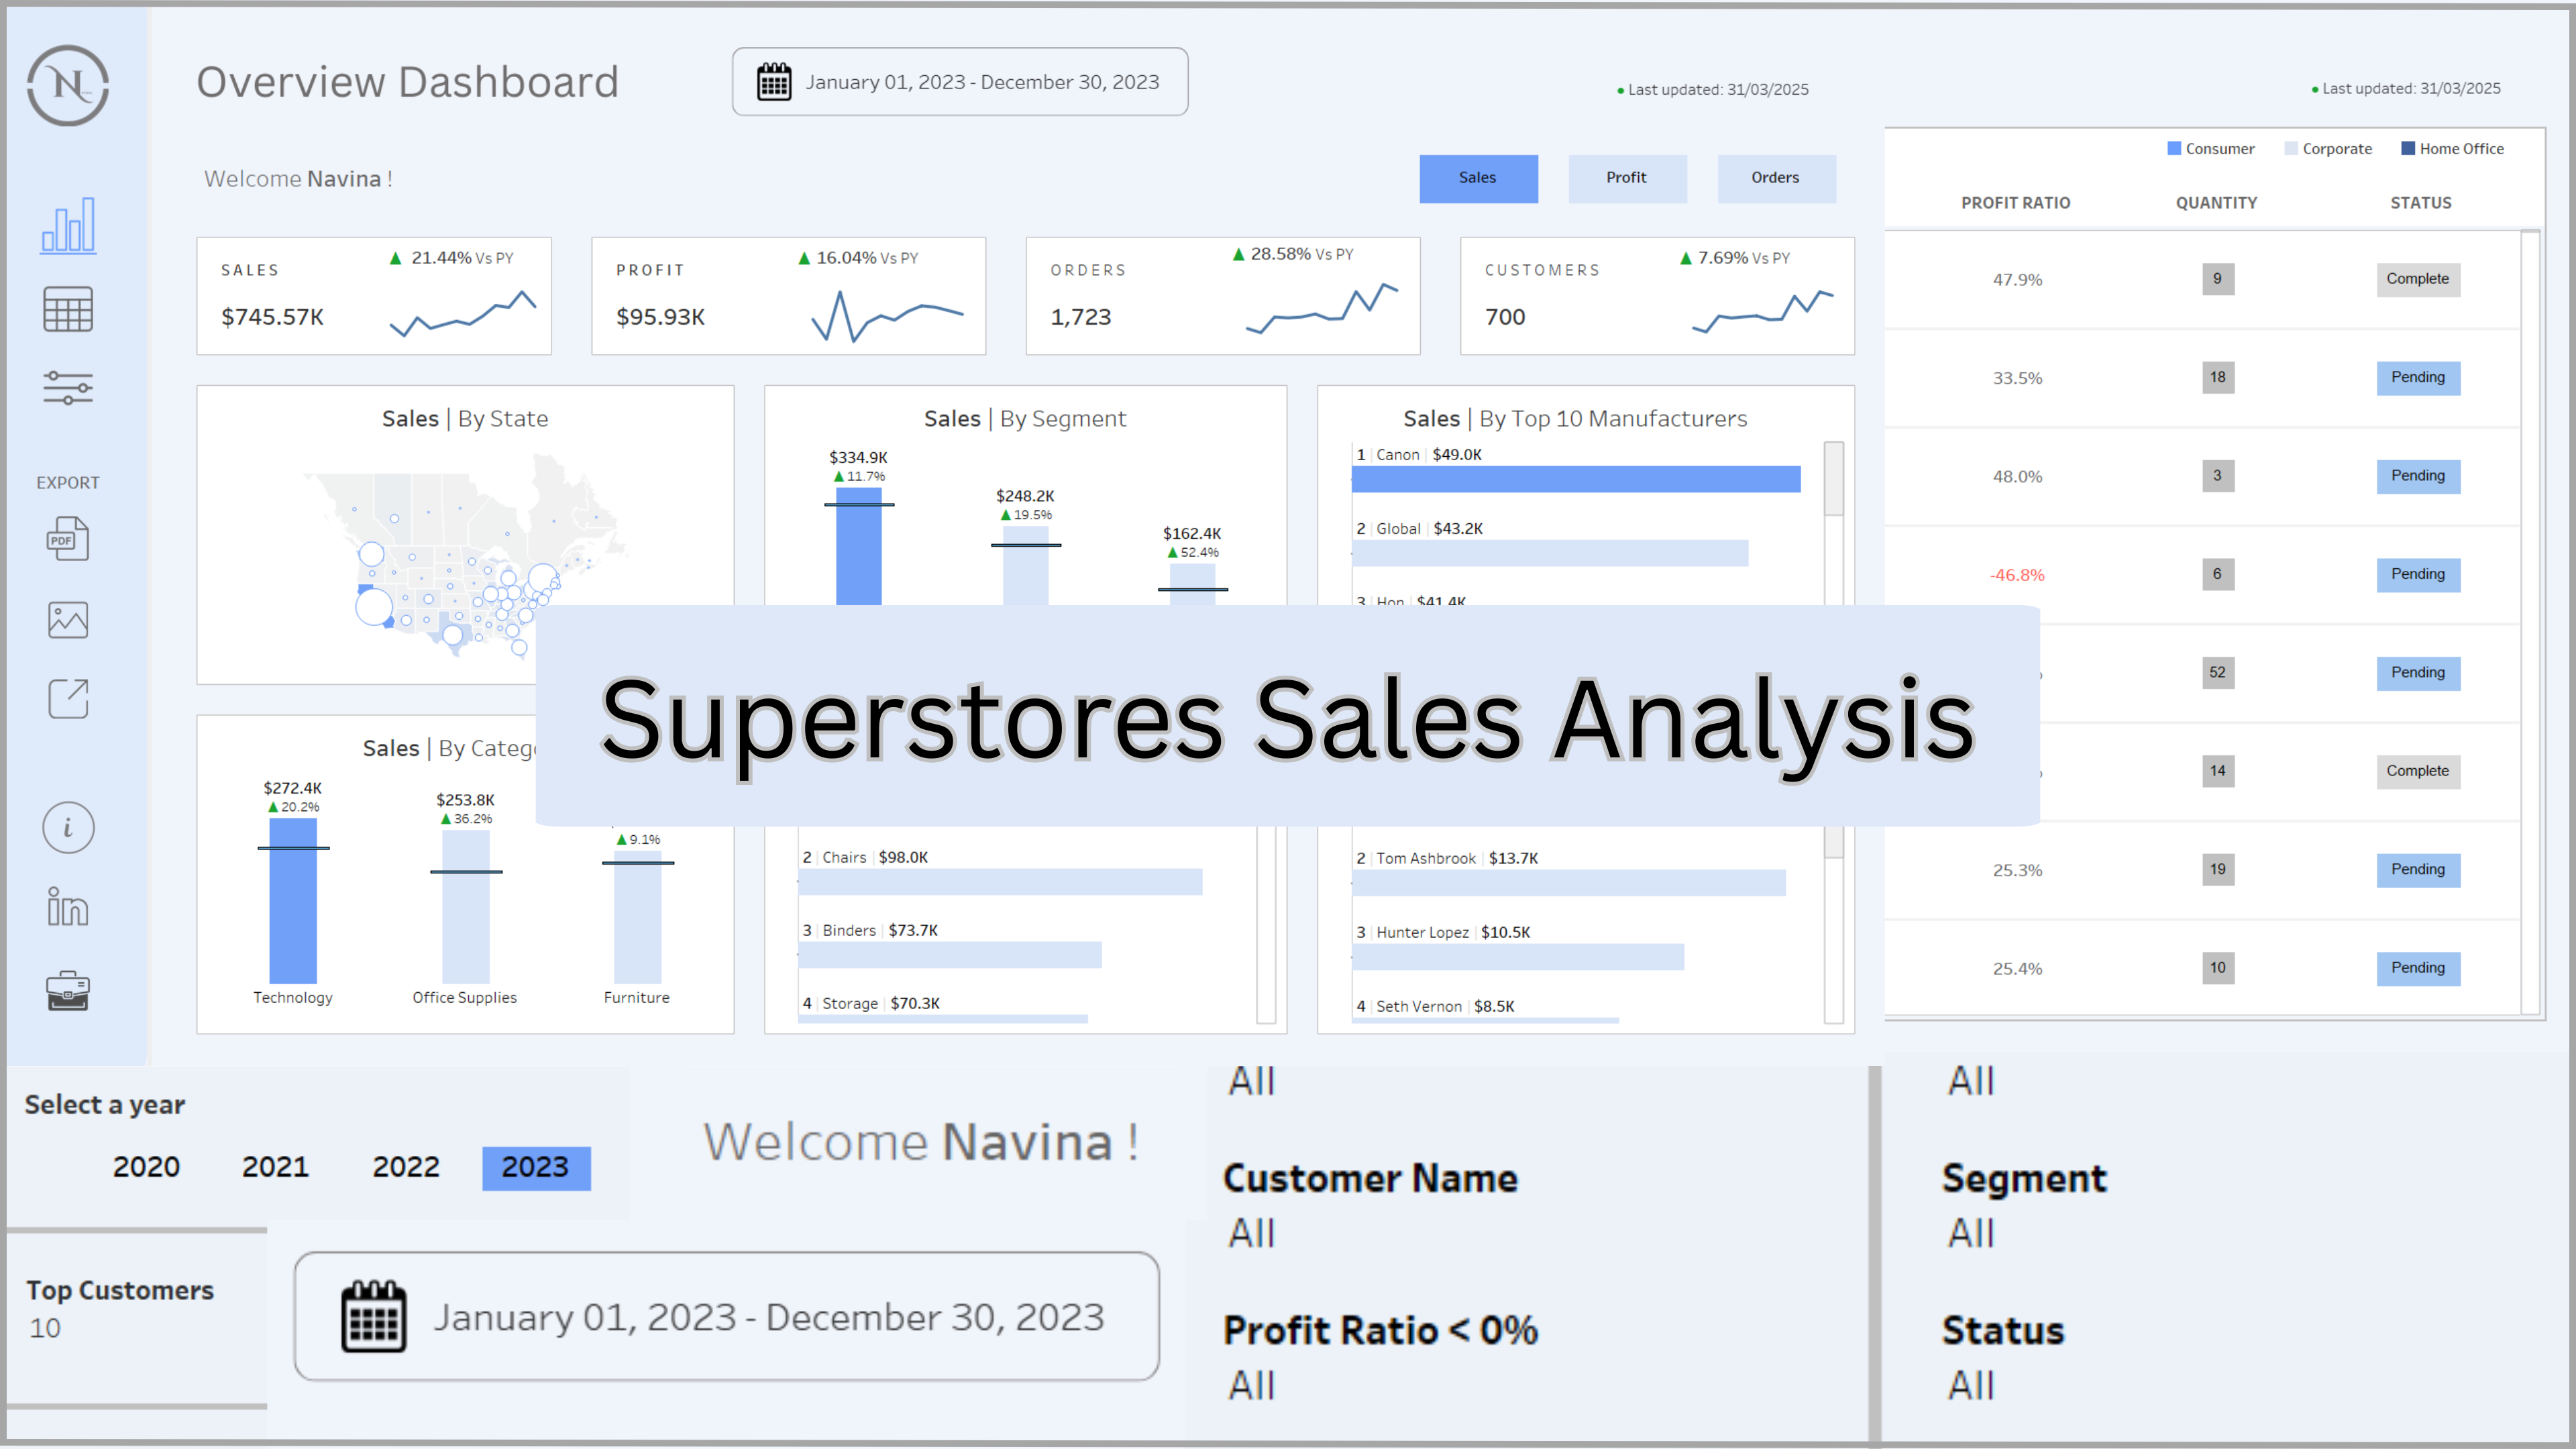 N
Overview Dashboard
January 01, 2023 - December 30, 2023
Last updated: 31/03/2025
Last updated: 31/03/2025
Welcome Navina !
Sales
Profit
Orders
SALES
▲ 21.44% Vs PY
$745.57K
PROFIT
▲ 16.04% Vs PY
$95.93K
ORDERS
▲ 28.58% Vs PY
1,723
CUSTOMERS
▲ 7.69% Vs PY
700
EXPORT
PDF
i
in
Sales | By State
Sales | By Segment
$334.9K
▲ 11.7%
$248.2K
▲ 19.5%
$162.4K
▲ 52.4%
Sales | By Top 10 Manufacturers
1 | Canon | $49.0K
2 | Global | $43.2K
3 | Hon | $41.4K
Superstores Sales Analysis
Sales | By Catego
$272.4K
▲ 20.2%
$253.8K
▲ 36.2%
▲ 9.1%
Technology
Office Supplies
Furniture
2 | Chairs | $98.0K
3 | Binders | $73.7K
4 | Storage | $70.3K
2 | Tom Ashbrook | $13.7K
3 | Hunter Lopez | $10.5K
4 | Seth Vernon | $8.5K
Consumer
Corporate
Home Office
PROFIT RATIO QUANTITY STATUS
47.9% 9 Complete
33.5% 18 Pending
48.0% 3 Pending
-46.8% 6 Pending
52 Pending
14 Complete
25.3% 19 Pending
25.4% 10 Pending
Select a year
2020 2021 2022 2023
Top Customers
10
Welcome Navina !
January 01, 2023 - December 30, 2023
All
Customer Name
All
Profit Ratio < 0%
All
All
Segment
All
Status
All